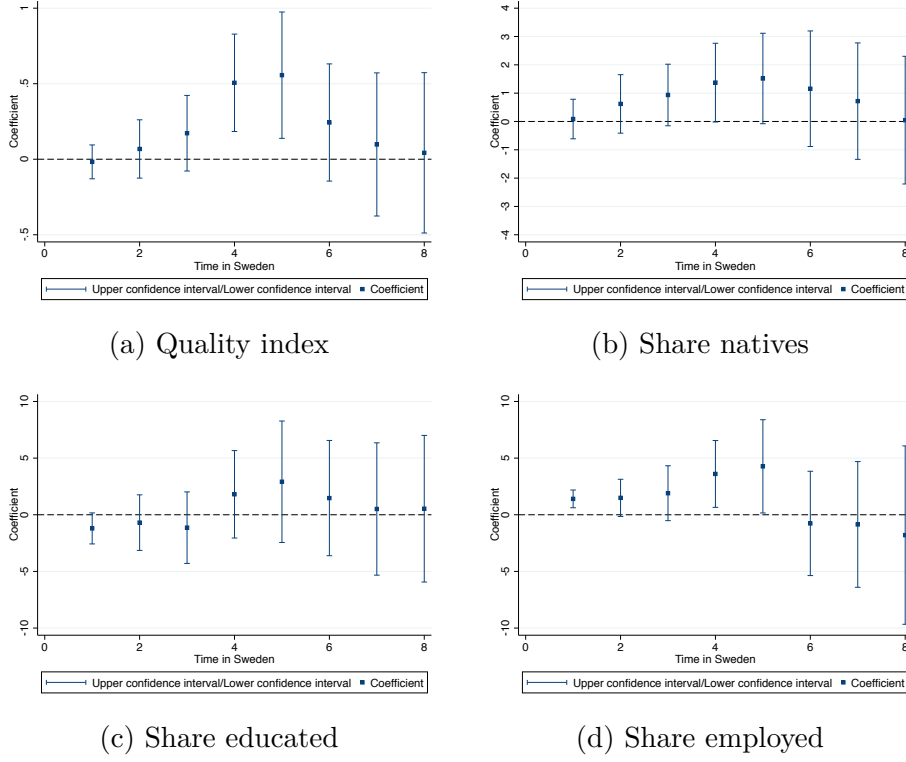 1
.5
0
-.5
Coefficient
0 2 4 6 8
Time in Sweden
Upper confidence interval/Lower confidence interval Coefficient
(a) Quality index
4
3
2
1
0
-1
-2
-3
-4
Coefficient
0 2 4 6 8
Time in Sweden
Upper confidence interval/Lower confidence interval Coefficient
(b) Share natives
10
5
0
-5
-10
Coefficient
0 2 4 6 8
Time in Sweden
Upper confidence interval/Lower confidence interval Coefficient
(c) Share educated
10
5
0
-5
-10
Coefficient
0 2 4 6 8
Time in Sweden
Upper confidence interval/Lower confidence interval Coefficient
(d) Share employed